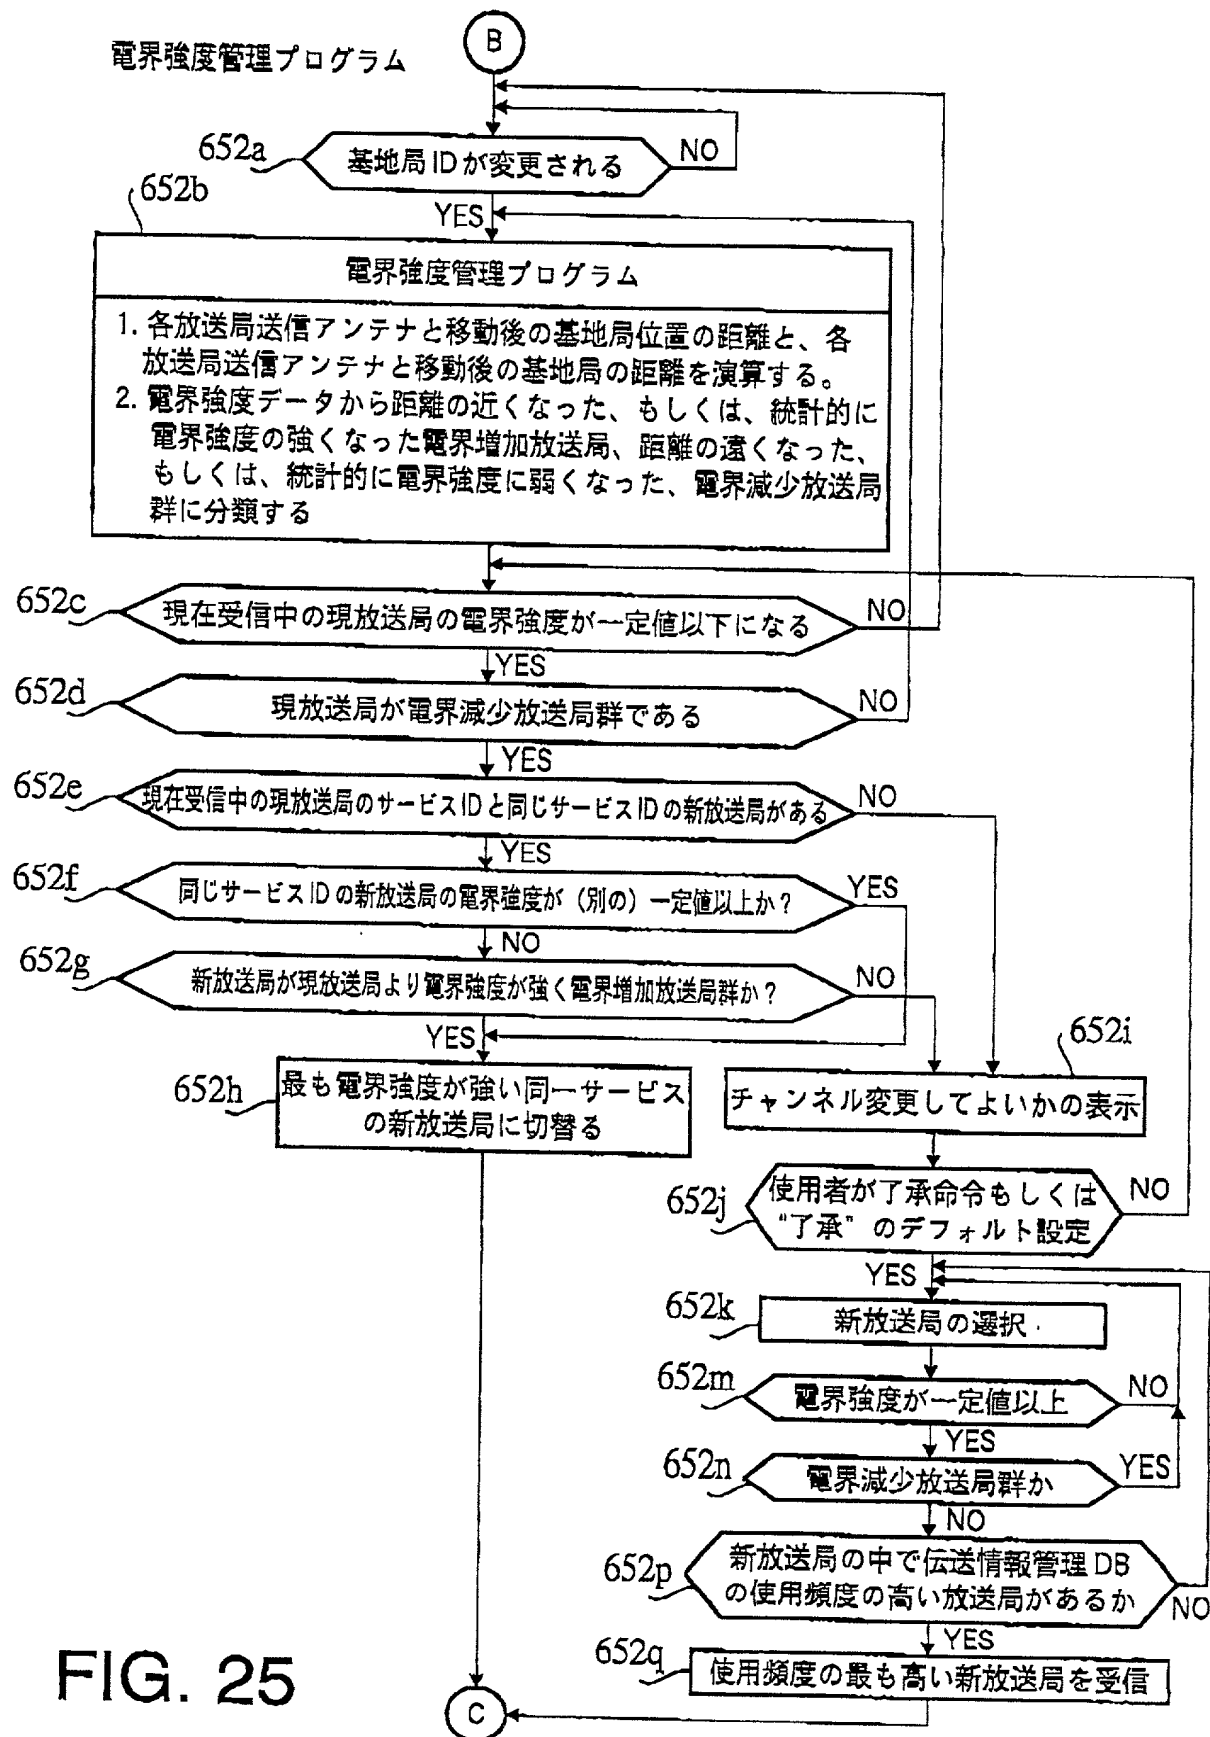 B
電界強度管理プログラム
652a
基地局IDが変更される
NO
652b
YES
電界強度管理プログラム
1. 各放送局送信アンテナと移動後の基地局位置の距離と、各
放送局送信アンテナと移動後の基地局の距離を演算する。
2. 電界強度データから距離の近くなった、もしくは、統計的に
電界強度の強くなった電界増加放送局、距離の遠くなった、
もしくは、統計的に電界強度に弱くなった、電界減少放送局
群に分類する
652c
現在受信中の現放送局の電界強度が一定値以下になる
NO
YES
652d
現放送局が電界減少放送局群である
NO
YES
652e
現在受信中の現放送局のサービスIDと同じサービスIDの新放送局がある
NO
YES
652f
同じサービスIDの新放送局の電界強度が（別の）一定値以上か？
YES
NO
652g
新放送局が現放送局より電界強度が強く電界増加放送局群か？
NO
YES
652h
最も電界強度が強い同一サービス
の新放送局に切替る
652i
チャンネル変更してよいかの表示
652j
使用者が了承命令もしくは
“了承”のデフォルト設定
NO
YES
652k
新放送局の選択
652m
電界強度が一定値以上
NO
YES
652n
電界減少放送局群か
YES
NO
652p
新放送局の中で伝送情報管理DB
の使用頻度の高い放送局があるか
NO
YES
652q
使用頻度の最も高い新放送局を受信
C
FIG. 25